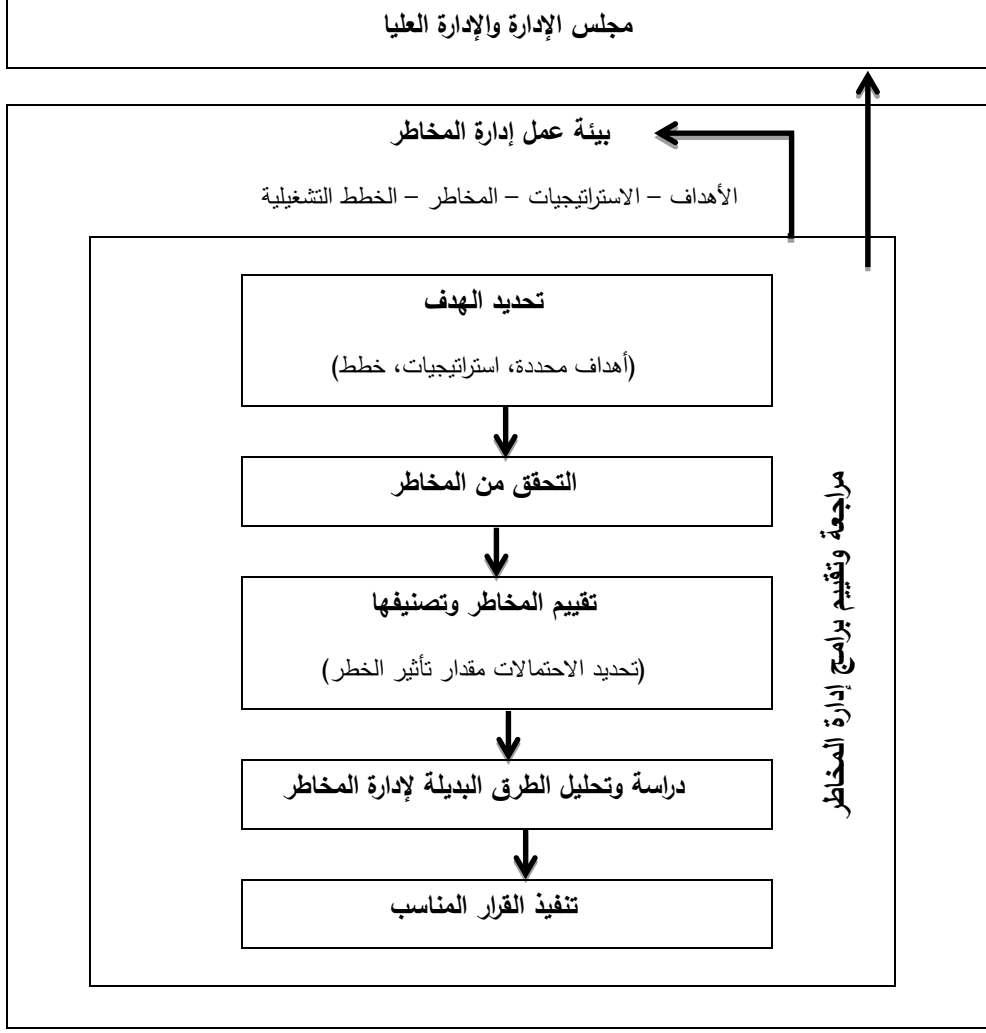 مجلس الإدارة والإدارة العليا
بيئة عمل إدارة المخاطر
الأهداف – الاستراتيجيات – المخاطر – الخطط التشغيلية
تحديد الهدف
(أهداف محددة، استراتيجيات، خطط)
التحقق من المخاطر
تقييم المخاطر وتصنيفها
(تحديد الاحتمالات مقدار تأثير الخطر)
دراسة وتحليل الطرق البديلة لإدارة المخاطر
تنفيذ القرار المناسب
مراجعة وتقييم برامج إدارة المخاطر